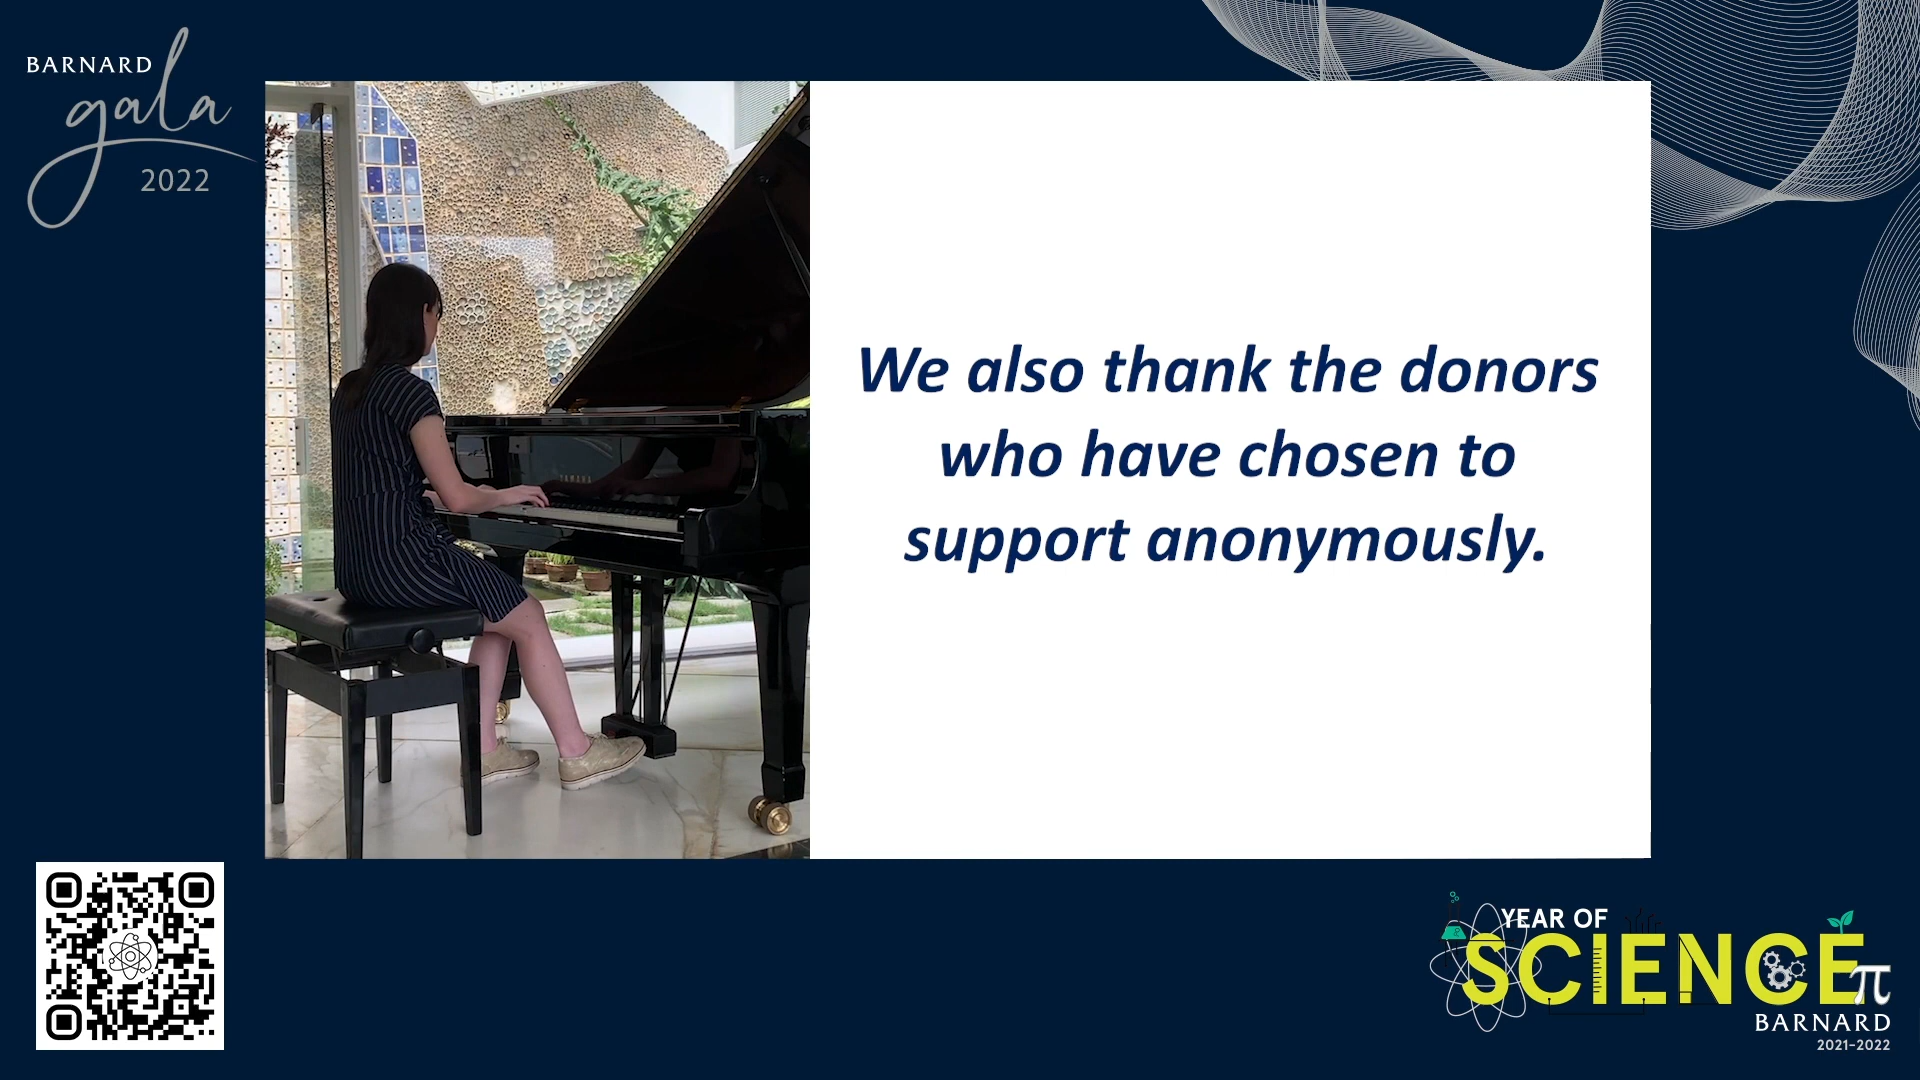 BARNARD
gala
2022
YAMAHA
We also thank the donors
who have chosen to
support anonymously.
YEAR OF
SCIENCE
π
BARNARD
2021-2022